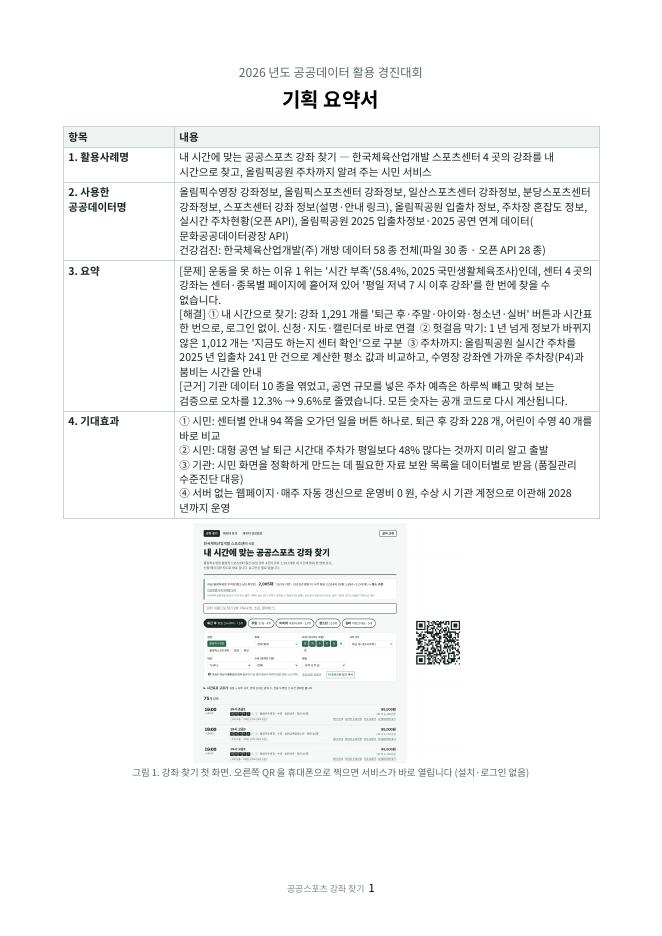 2026 년도 공공데이터 활용 경진대회
기획 요약서
항목 내용
1. 활용사례명
내 시간에 맞는 공공스포츠 강좌 찾기 — 한국체육산업개발 스포츠센터 4 곳의 강좌를 내
시간으로 찾고, 올림픽공원 주차까지 알려 주는 시민 서비스
2. 사용한
공공데이터명
올림픽수영장 강좌정보, 올림픽스포츠센터 강좌정보, 일산스포츠센터 강좌정보, 분당스포츠센터
강좌정보, 스포츠센터 강좌 정보(설명·안내 링크), 올림픽공원 입출차 정보, 주차장 혼잡도 정보,
실시간 주차현황(오픈 API), 올림픽공원 2025 입출차정보·2025 공연 연계 데이터(
문화공공데이터광장 API)
건강검진: 한국체육산업개발(주) 개방 데이터 58 종 전체(파일 30 종 · 오픈 API 28 종)
3. 요약
[문제] 운동을 못 하는 이유 1 위는 '시간 부족'(58.4%, 2025 국민생활체육조사)인데, 센터 4 곳의
강좌는 센터·종목별 페이지에 흩어져 있어 '평일 저녁 7 시 이후 강좌'를 한 번에 찾을 수
없습니다.
[해결] ① 내 시간으로 찾기: 강좌 1,291 개를 '퇴근 후·주말·아이와·청소년·실버' 버튼과 시간표
한 번으로, 로그인 없이. 신청·지도·캘린더로 바로 연결 ② 헛걸음 막기: 1 년 넘게 정보가 바뀌지
않은 1,012 개는 '지금도 하는지 센터 확인'으로 구분 ③ 주차까지: 올림픽공원 실시간 주차를
2025 년 입출차 241 만 건으로 계산한 평소 값과 비교하고, 수영장 강좌엔 가까운 주차장(P4)과
붐비는 시간을 안내
[근거] 기관 데이터 10 종을 엮었고, 공연 규모를 넣은 주차 예측은 하루씩 빼고 맞혀 보는
검증으로 오차를 12.3% → 9.6%로 줄였습니다. 모든 숫자는 공개 코드로 다시 계산됩니다.
4. 기대효과
① 시민: 센터별 안내 94 쪽을 오가던 일을 버튼 하나로. 퇴근 후 강좌 228 개, 어린이 수영 40 개를
바로 비교
② 시민: 대형 공연 날 퇴근 시간대 주차가 평일보다 48% 많다는 것까지 미리 알고 출발
③ 기관: 시민 화면을 정확하게 만드는 데 필요한 자료 보완 목록을 데이터별로 받음 (품질관리
수준진단 대응)
④ 서버 없는 웹페이지·매주 자동 갱신으로 운영비 0 원, 수상 시 기관 계정으로 이관해 2028
년까지 운영
내 시간에 맞는 공공스포츠 강좌 찾기
2,005대
19:00
19:00
19:00
그림 1. 강좌 찾기 첫 화면. 오른쪽 QR 을 휴대폰으로 찍으면 서비스가 바로 열립니다 (설치·로그인 없음)
공공스포츠 강좌 찾기 1